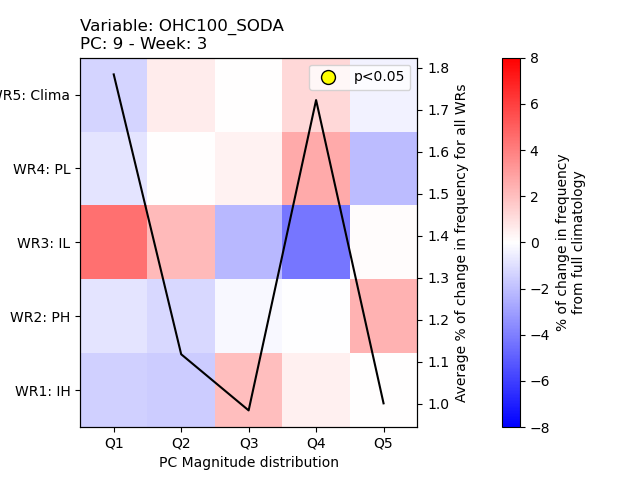 Variable: OHC100_SODA
PC: 9 - Week: 3
p<0.05
WR5: Clima
WR4: PL
WR3: IL
WR2: PH
WR1: IH
Q1 Q2 Q3 Q4 Q5
PC Magnitude distribution
1.8
1.7
1.6
1.5
1.4
1.3
1.2
1.1
1.0
Average % of change in frequency for all WRs
8
6
4
2
0
−2
−4
−6
−8
% of change in frequency
from full climatology